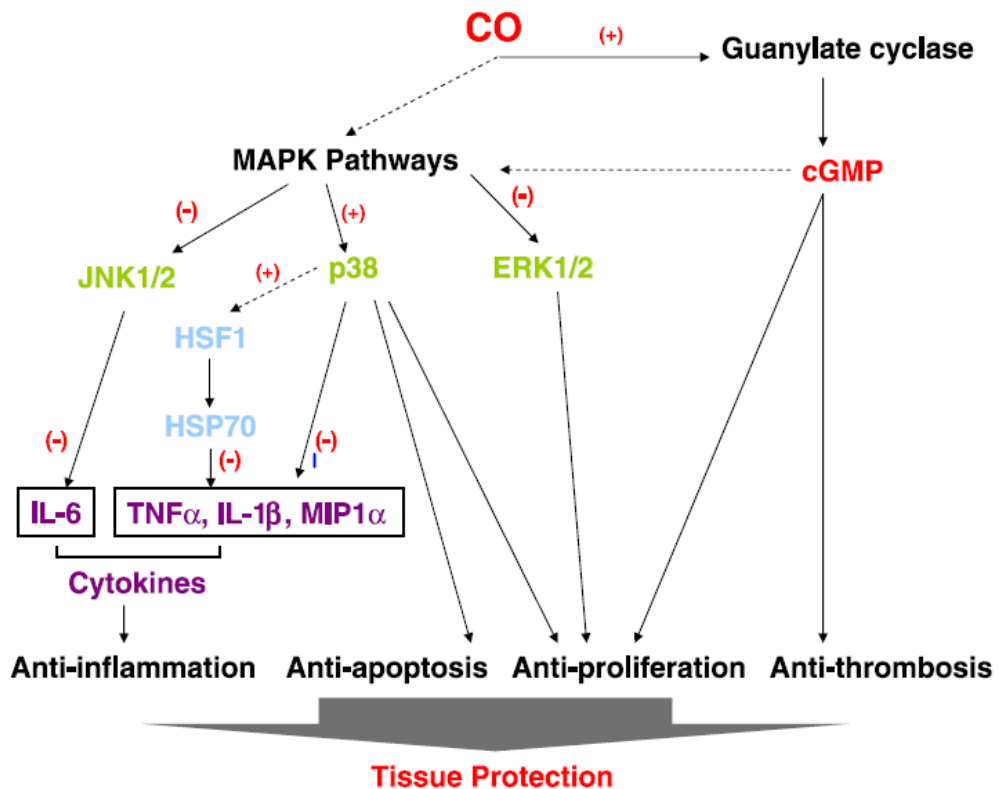 CO
(+)
Guanylate cyclase
MAPK Pathways
cGMP
(-)
(+)
(-)
JNK1/2
(+)
p38
ERK1/2
HSF1
HSP70
(-)
(-)
(-)
IL-6
TNFα, IL-1β, MIP1α
Cytokines
Anti-inflammation
Anti-apoptosis
Anti-proliferation
Anti-thrombosis
Tissue Protection